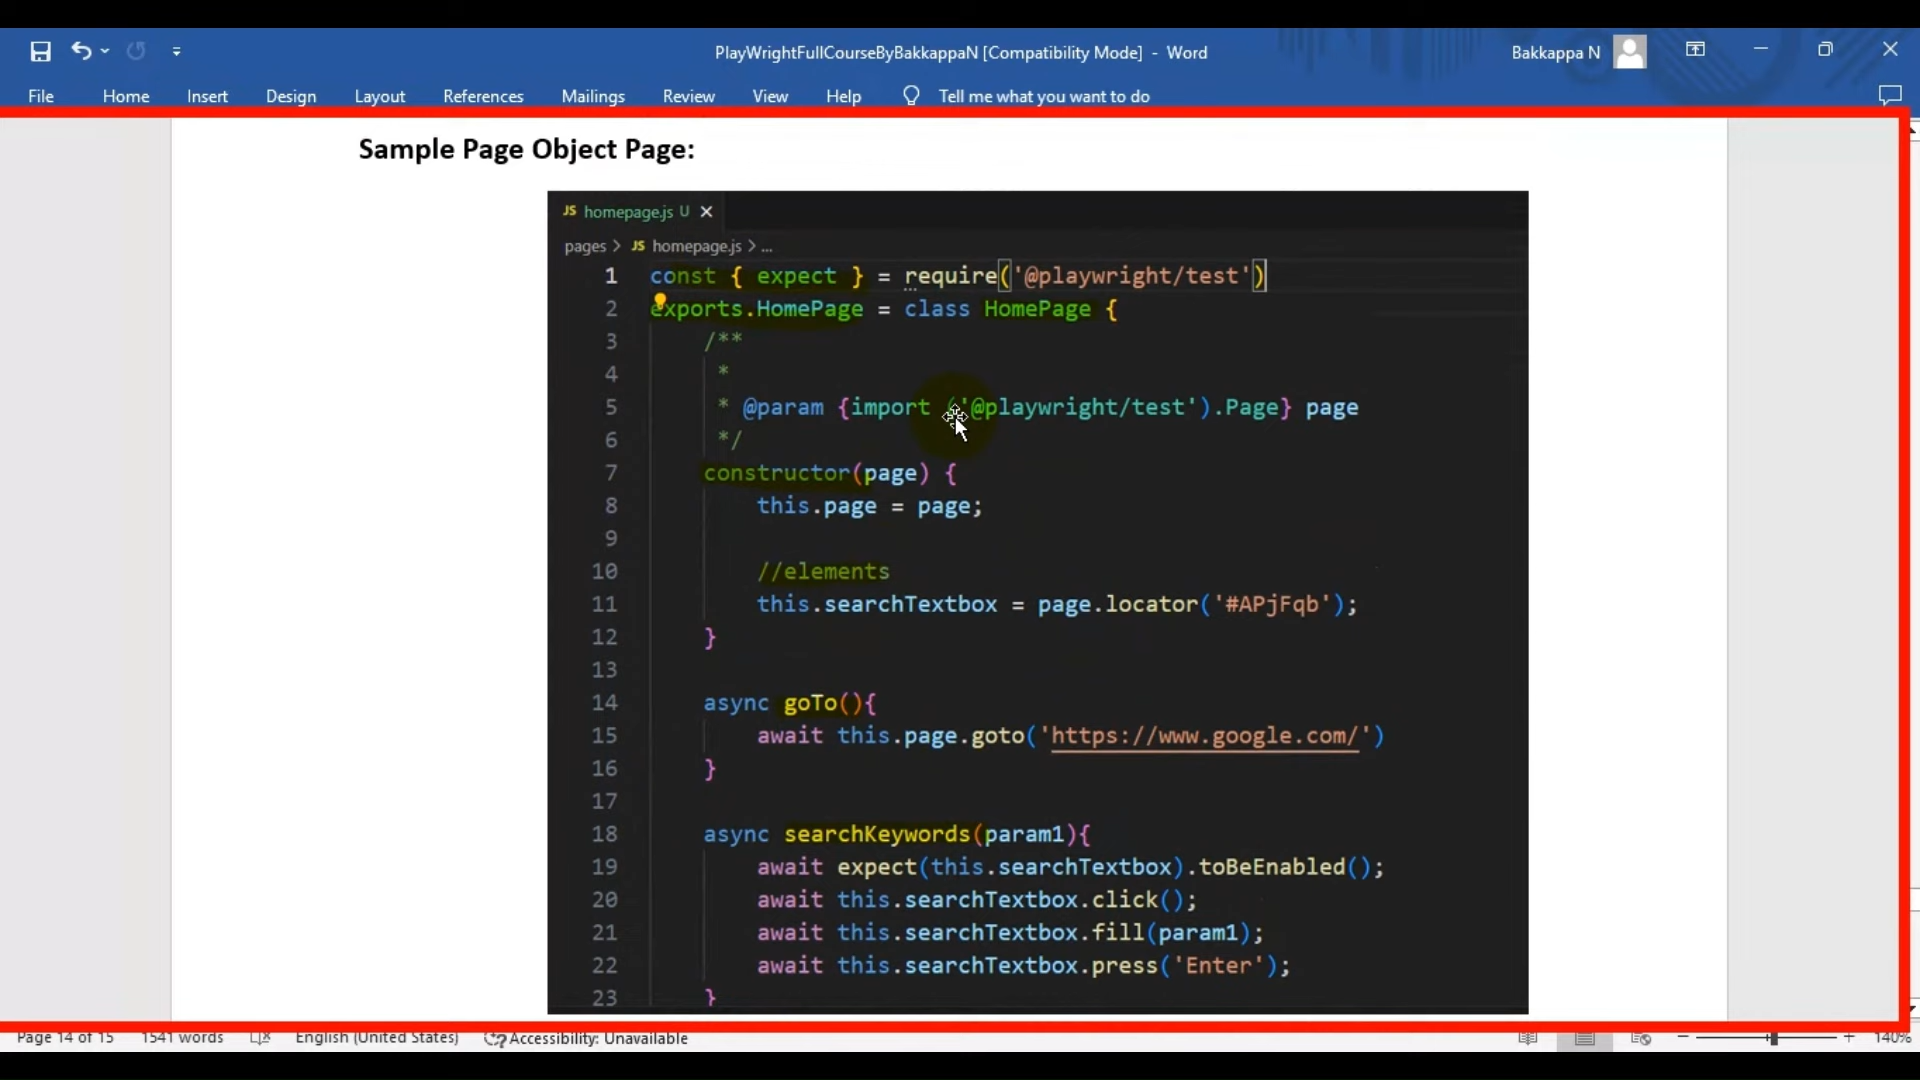 PlayWrightFullCourseByBakkappaN [Compatibility Mode] - Word
Bakkappa N
File Home Insert Design Layout References Mailings Review View Help Tell me what you want to do
Sample Page Object Page:
JS homepage.js U
pages > JS homepage.js > ...
1 const { expect } = require('@playwright/test')
2 exports.HomePage = class HomePage {
3 /**
4 *
5 * @param {import ('@playwright/test').Page} page
6 */
7 constructor(page) {
8 this.page = page;
9
10 //elements
11 this.searchTextbox = page.locator('#APjFqb');
12 }
13
14 async goTo(){
15 await this.page.goto('https://www.google.com/')
16 }
17
18 async searchKeywords(param1){
19 await expect(this.searchTextbox).toBeEnabled();
20 await this.searchTextbox.click();
21 await this.searchTextbox.fill(param1);
22 await this.searchTextbox.press('Enter');
23 }
Page 14 of 15 1541 words English (United States) Accessibility: Unavailable 140%